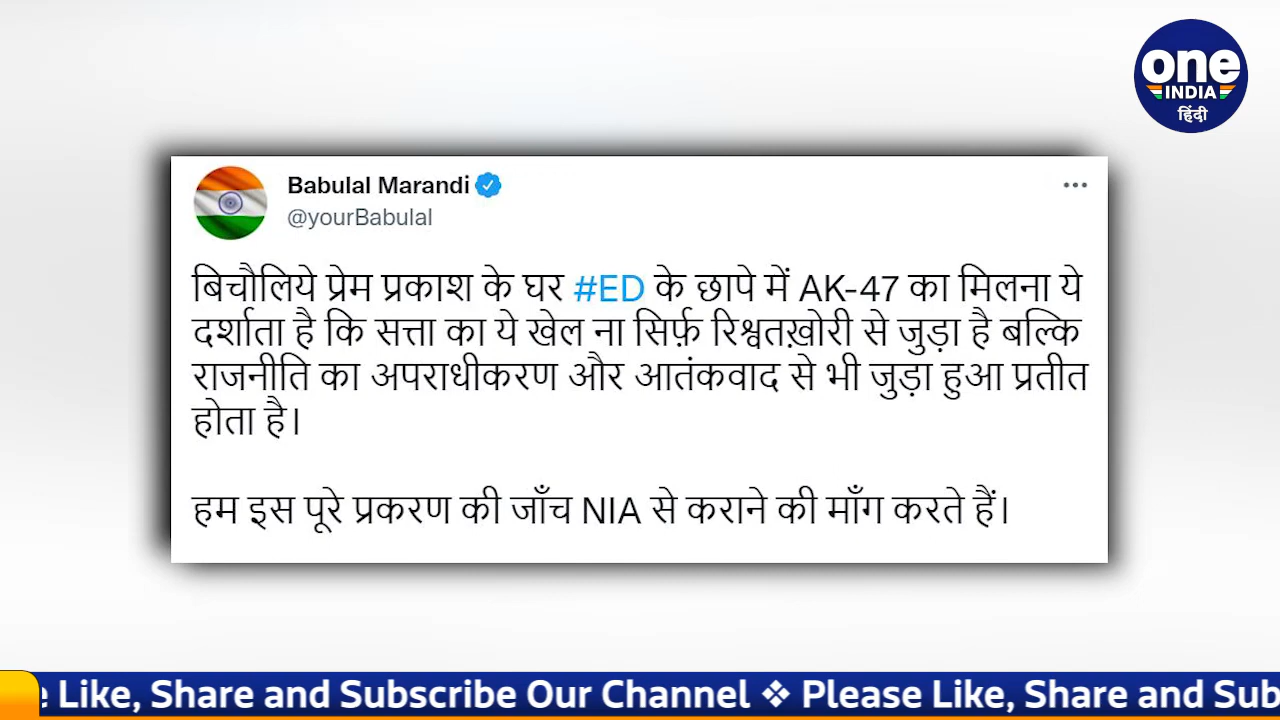 one
INDIA
हिंदी
Babulal Marandi
@yourBabulal
बिचौलिये प्रेम प्रकाश के घर #ED के छापे में AK-47 का मिलना ये
दर्शाता है कि सत्ता का ये खेल ना सिर्फ़ रिश्वतख़ोरी से जुड़ा है बल्कि
राजनीति का अपराधीकरण और आतंकवाद से भी जुड़ा हुआ प्रतीत
होता है।
हम इस पूरे प्रकरण की जाँच NIA से कराने की माँग करते हैं।
e Like, Share and Subscribe Our Channel ❖ Please Like, Share and Sub